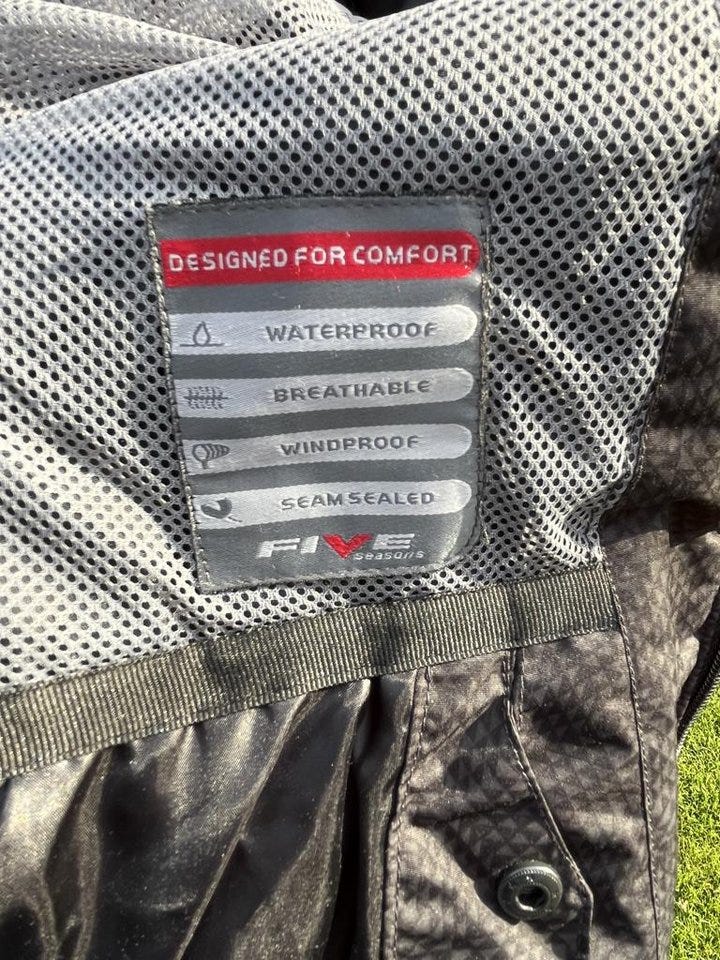 DESIGNED FOR COMFORT
WATERPROOF
BREATHABLE
WINDPROOF
SEAM SEALED
FIVE
seasons